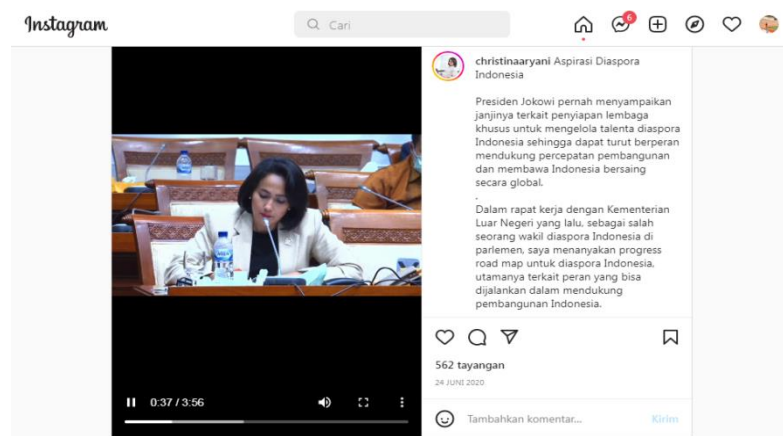 Instagram
Cari
6
christinaaryani Aspirasi Diaspora
Indonesia
Presiden Jokowi pernah menyampaikan
janjinya terkait penyiapan lembaga
khusus untuk mengelola talenta diaspora
Indonesia sehingga dapat turut berperan
mendukung percepatan pembangunan
dan membawa Indonesia bersaing
secara global.
.
Dalam rapat kerja dengan Kementerian
Luar Negeri yang lalu, sebagai salah
seorang wakil diaspora Indonesia di
parlemen, saya menanyakan progress
road map untuk diaspora Indonesia,
utamanya terkait peran yang bisa
dijalankan dalam mendukung
pembangunan Indonesia.
562 tayangan
24 JUNI 2020
0:37 / 3:56
Tambahkan komentar...
Kirim